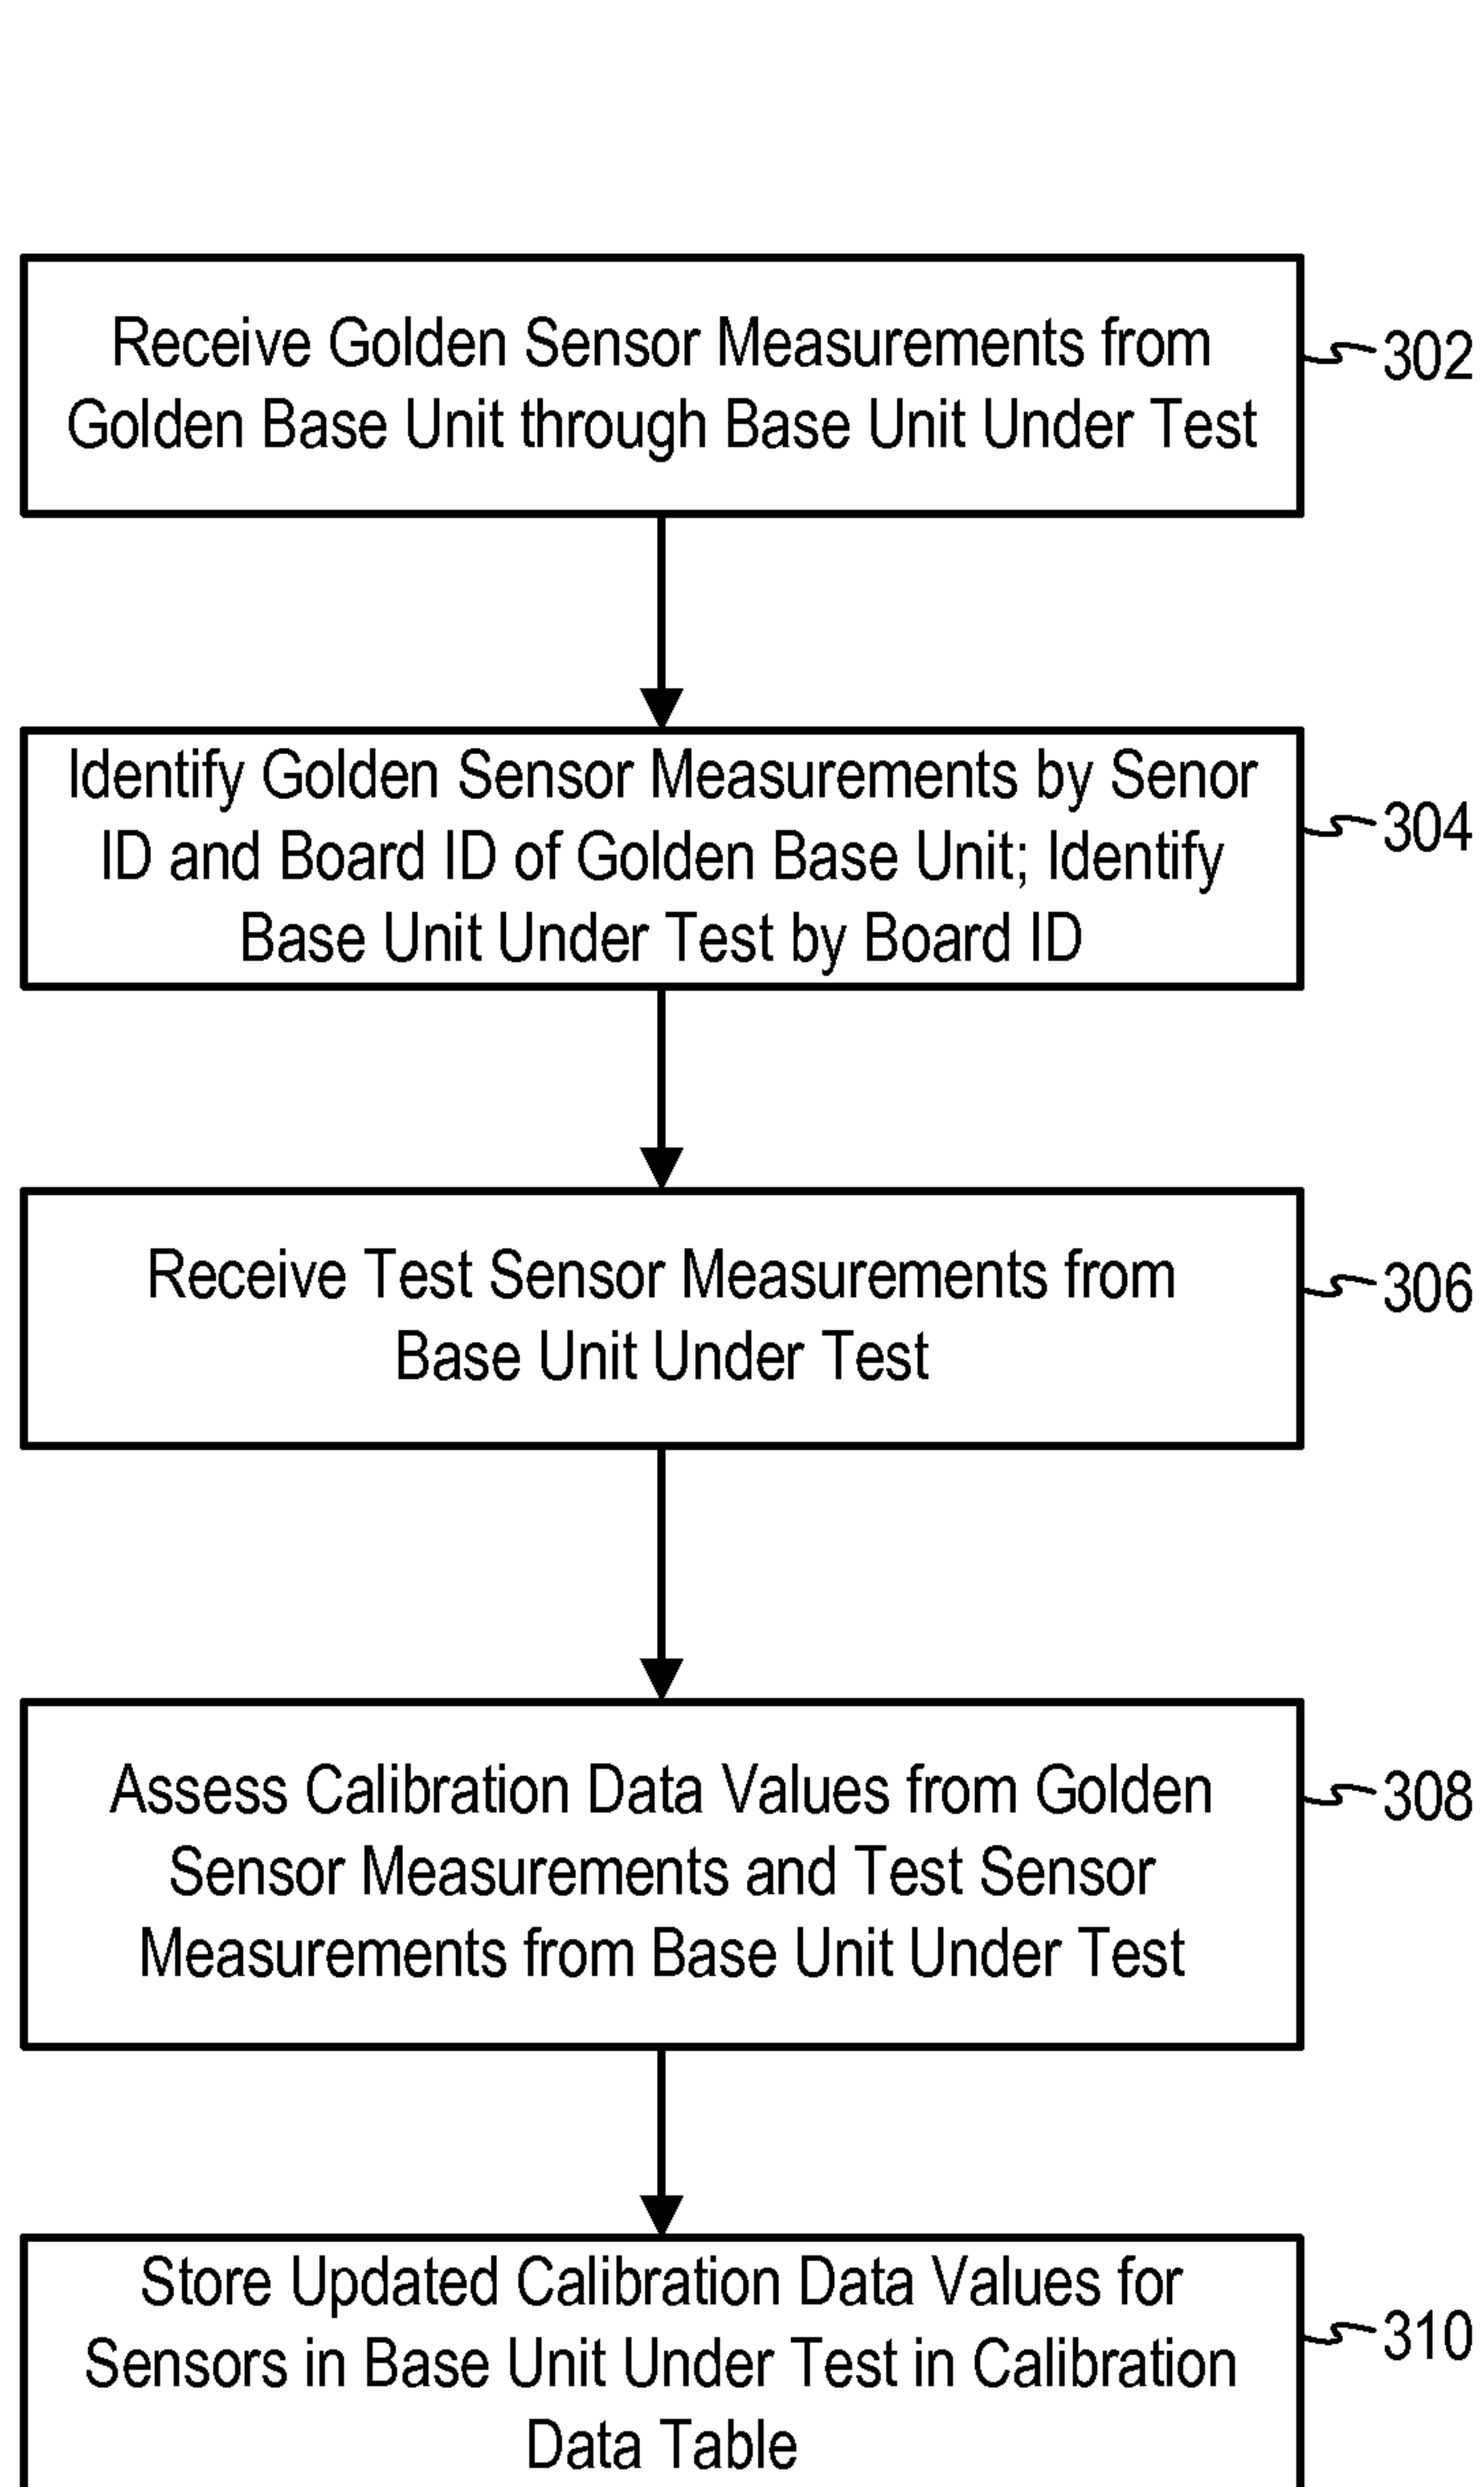 Receive Golden Sensor Measurements from
Golden Base Unit through Base Unit Under Test
302
Identify Golden Sensor Measurements by Senor
ID and Board ID of Golden Base Unit; Identify
Base Unit Under Test by Board ID
304
Receive Test Sensor Measurements from
Base Unit Under Test
306
Assess Calibration Data Values from Golden
Sensor Measurements and Test Sensor
Measurements from Base Unit Under Test
308
Store Updated Calibration Data Values for
Sensors in Base Unit Under Test in Calibration
Data Table
310